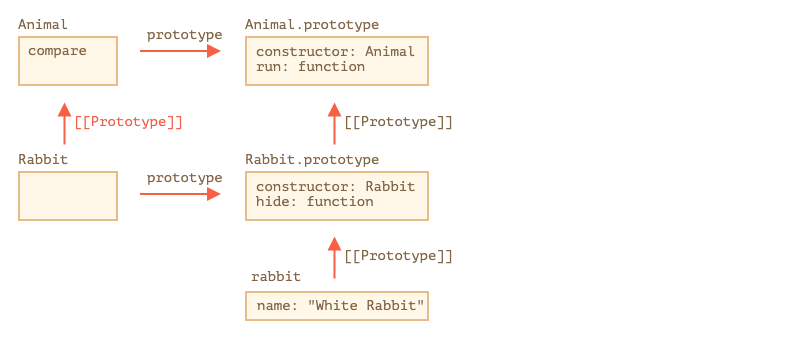 Animal
compare
prototype
Animal.prototype
constructor: Animal
run: function
[[Prototype]]
[[Prototype]]
Rabbit
prototype
Rabbit.prototype
constructor: Rabbit
hide: function
[[Prototype]]
rabbit
name: "White Rabbit"